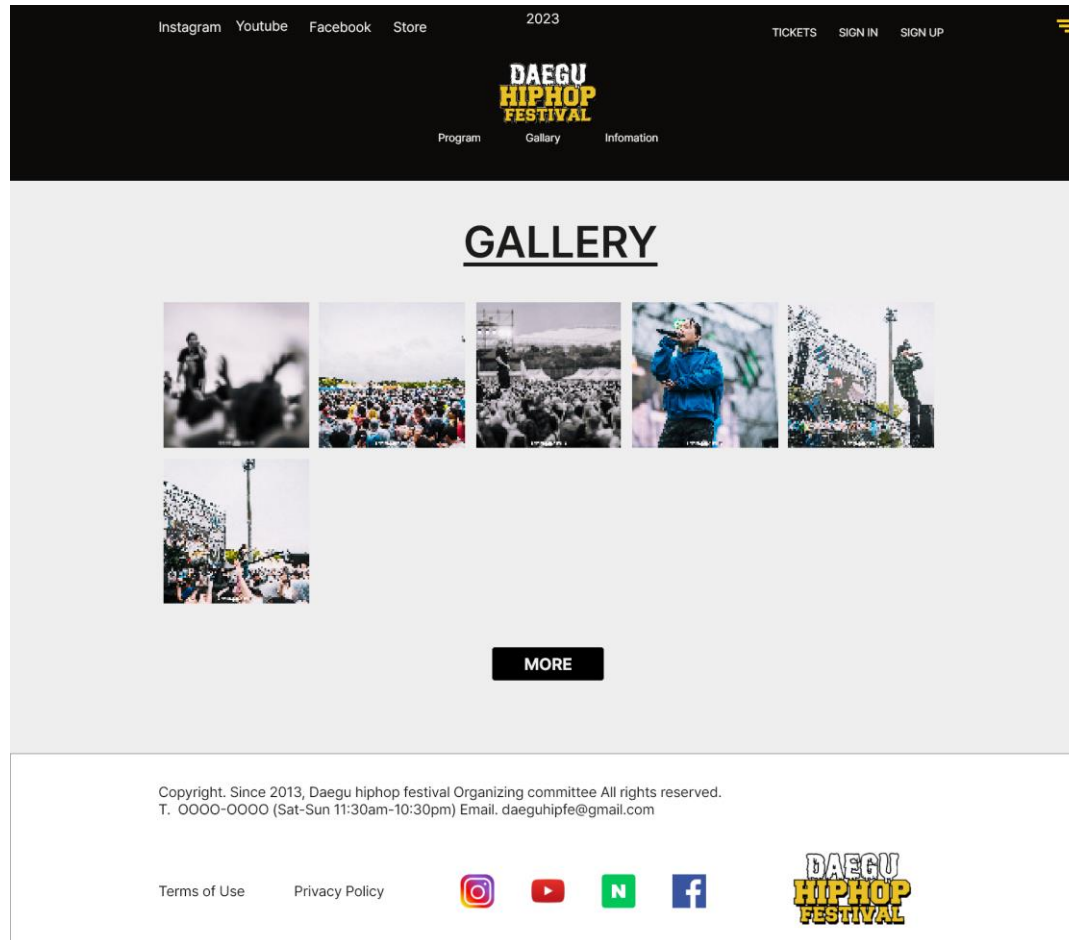 Instagram Youtube Facebook Store
2023
TICKETS SIGN IN SIGN UP
DAEGU
HIPHOP
FESTIVAL
Program Gallary Infomation
GALLERY
MORE
Copyright. Since 2013, Daegu hiphop festival Organizing committee All rights reserved.
T. OOOO-OOOO (Sat-Sun 11:30am-10:30pm) Email. daeguhipfe@gmail.com
Terms of Use Privacy Policy
N
f
DAEGU
HIPHOP
FESTIVAL